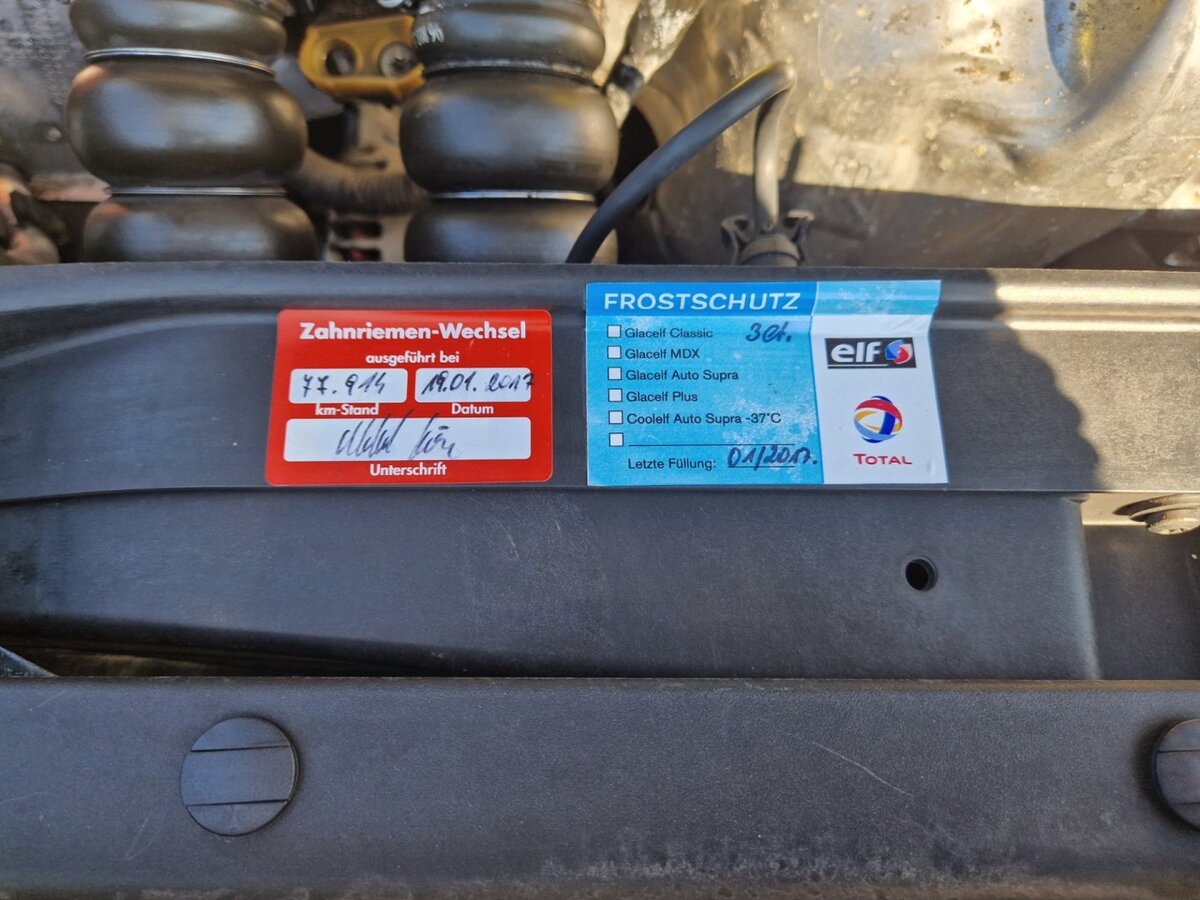 Zahnriemen-Wechsel
ausgeführt bei
77.914 19.01.2017
km-Stand Datum
Unterschrift
FROSTSCHUTZ
Glacelf Classic
Glacelf MDX
Glacelf Auto Supra
Glacelf Plus
Coolelf Auto Supra -37°C
Letzte Füllung: 01/2017.
elf
TOTAL